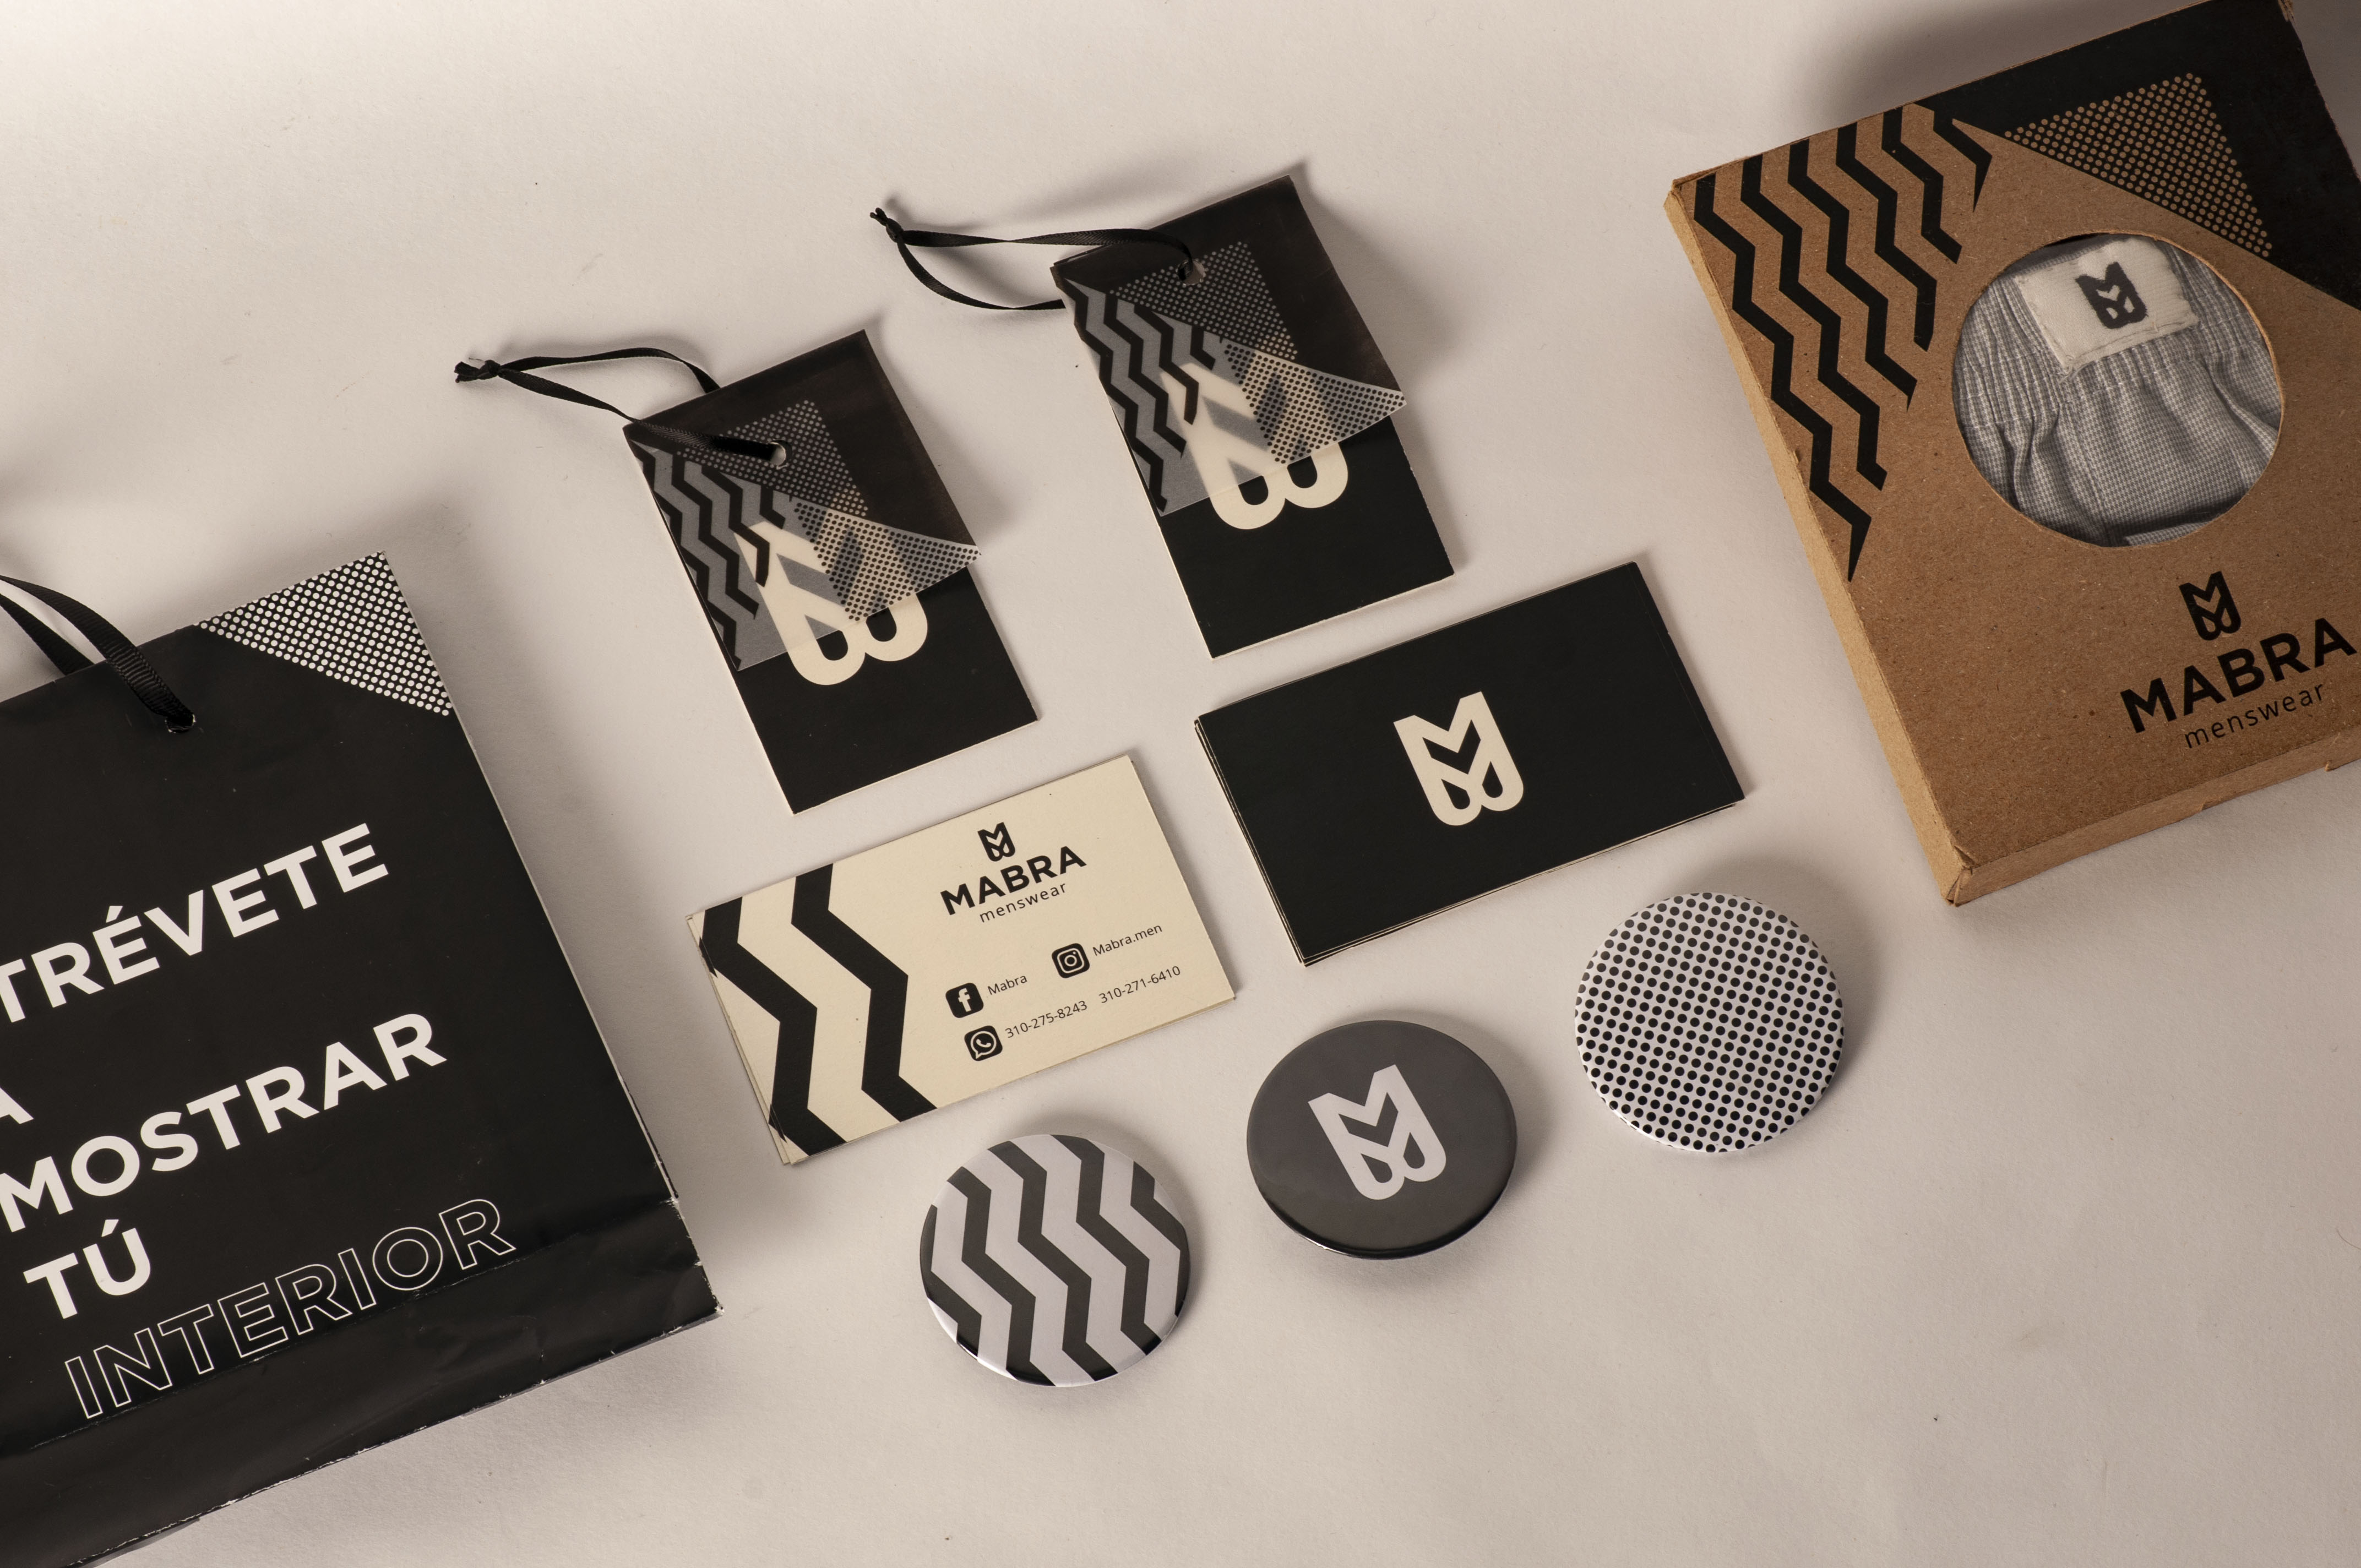 TRÉVETE
A
MOSTRAR
TÚ
INTERIOR
MABRA
menswear
Mabra
Mabra.men
310-275-8243 310-271-6410
MABRA
menswear